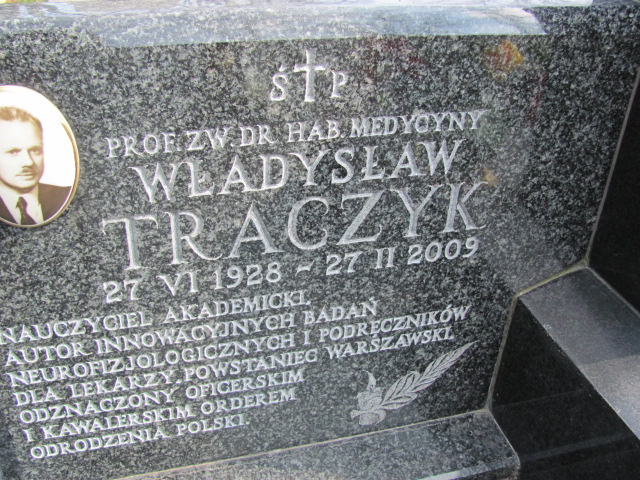 Ś P
PROF. ZW. DR. HAB. MEDYCYNY
WŁADYSŁAW
TRACZYK
27 VI 1928 - 27 II 2009
NAUCZYCIEL AKADEMICKI,
AUTOR INNOWACYJNYCH BADAŃ
NEUROFIZJOLOGICZNYCH I PODRĘCZNIKÓW
DLA LEKARZY POWSTANIEC WARSZAWSKI.
ODZNACZONY OFICERSKIM
I KAWALERSKIM ORDEREM
ODRODZENIA POLSKI.